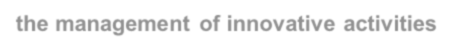 the management of innovative activities